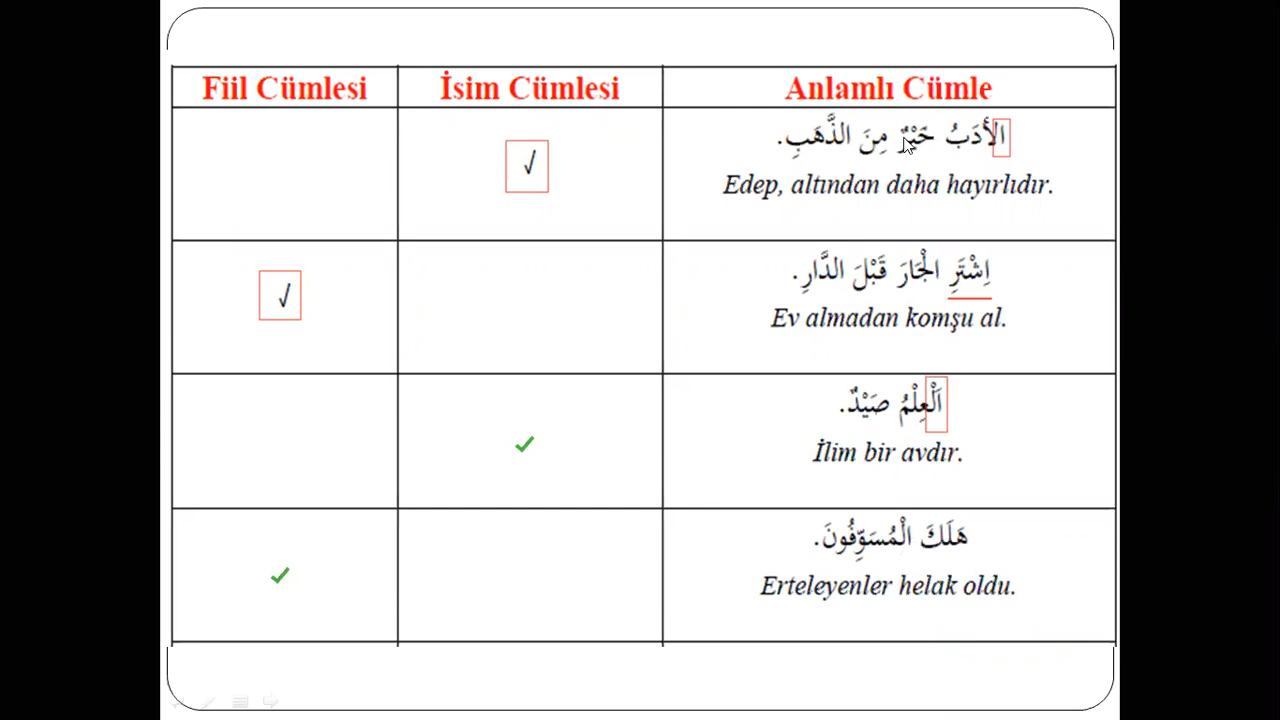 Fiil Cümlesi İsim Cümlesi Anlamlı Cümle
الأَدَبُ خَيْرٌ مِنَ الذَّهَبِ.
√
Edep, altından daha hayırlıdır.
اِشْتَرِ الْجَارَ قَبْلَ الدَّارِ.
√
Ev almadan komşu al.
اَلْعِلْمُ صَيْدٌ.
✓
İlim bir avdır.
هَلَكَ الْمُسَوِّفُونَ.
✓
Erteleyenler helak oldu.